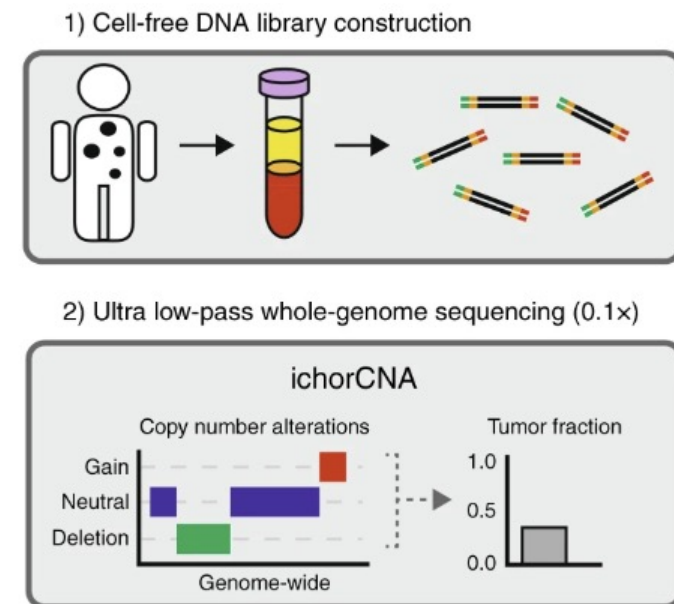 1) Cell-free DNA library construction
2) Ultra low-pass whole-genome sequencing (0.1×)
ichorCNA
Copy number alterations
Gain
Neutral
Deletion
Genome-wide
Tumor fraction
1.0
0.5
0.0